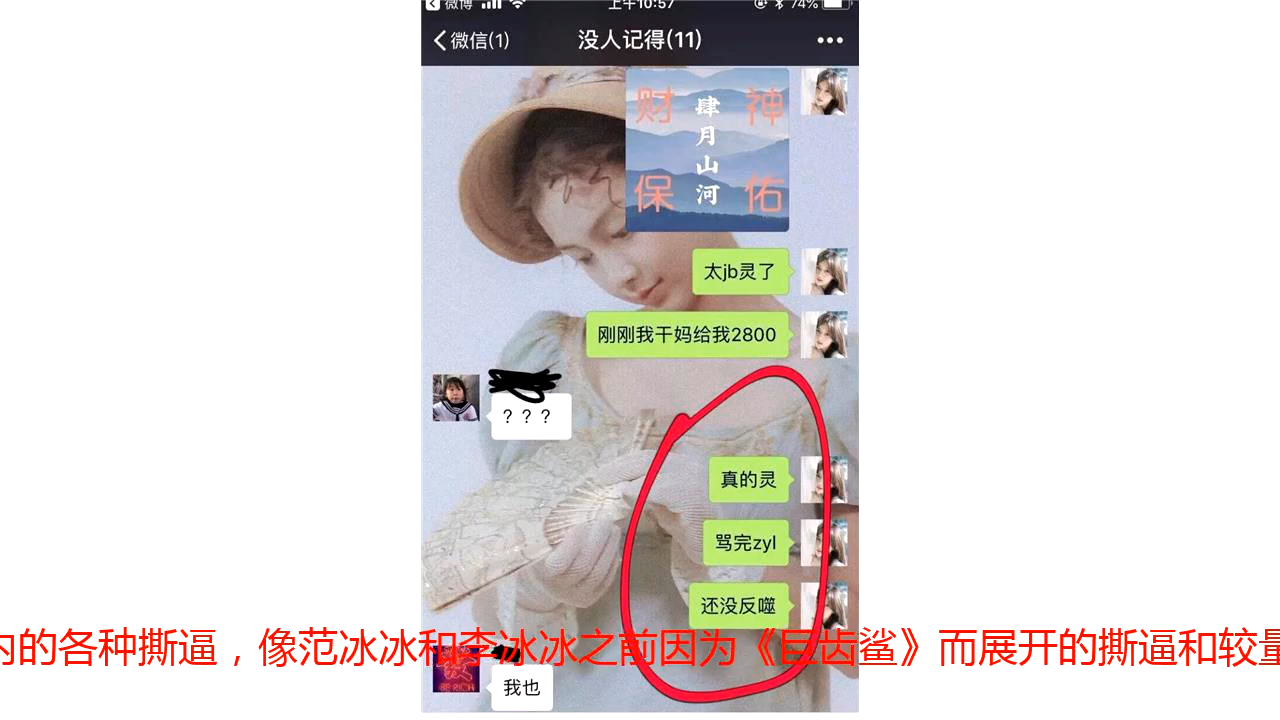 微博
上午10:57
74%
微信(1)
没人记得(11)
财 神
肆月山河
保 佑
太jb灵了
刚刚我干妈给我2800
？？？
真的灵
骂完zyl
还没反噬
内的各种撕逼，像范冰冰和李冰冰之前因为《巨齿鲨》而展开的撕逼和较量
BE RICH
我也